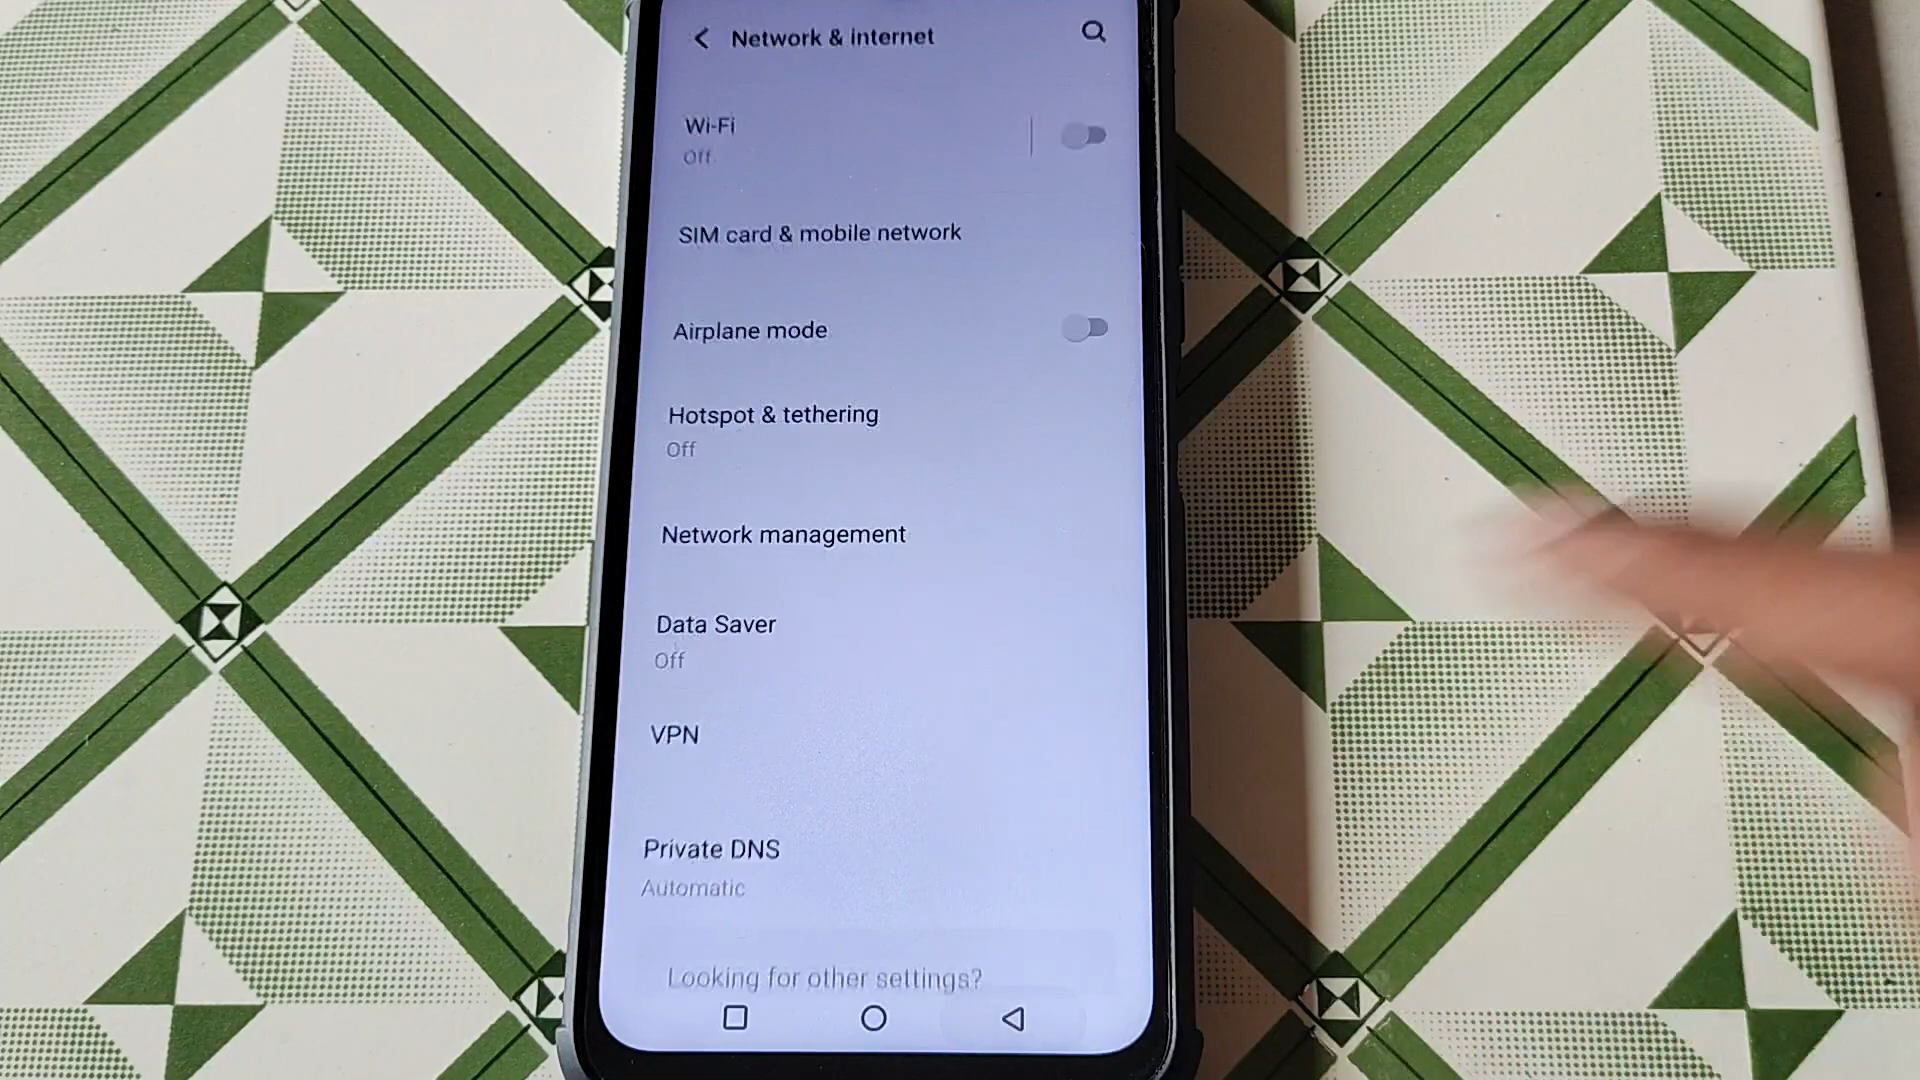 Network & internet
Wi-Fi
Off
SIM card & mobile network
Airplane mode
Hotspot & tethering
Off
Network management
Data Saver
Off
VPN
Private DNS
Automatic
Looking for other settings?